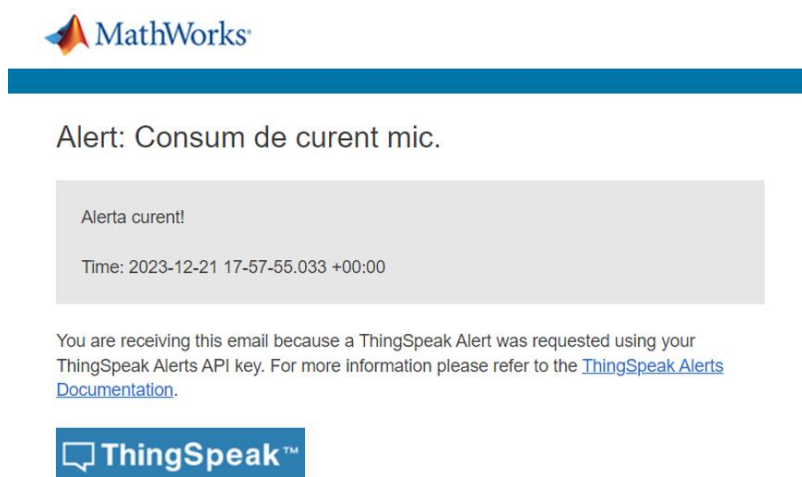 MathWorks®
Alert: Consum de curent mic.
Alerta curent!
Time: 2023-12-21 17-57-55.033 +00:00
You are receiving this email because a ThingSpeak Alert was requested using your
ThingSpeak Alerts API key. For more information please refer to the ThingSpeak Alerts
Documentation.
ThingSpeak™